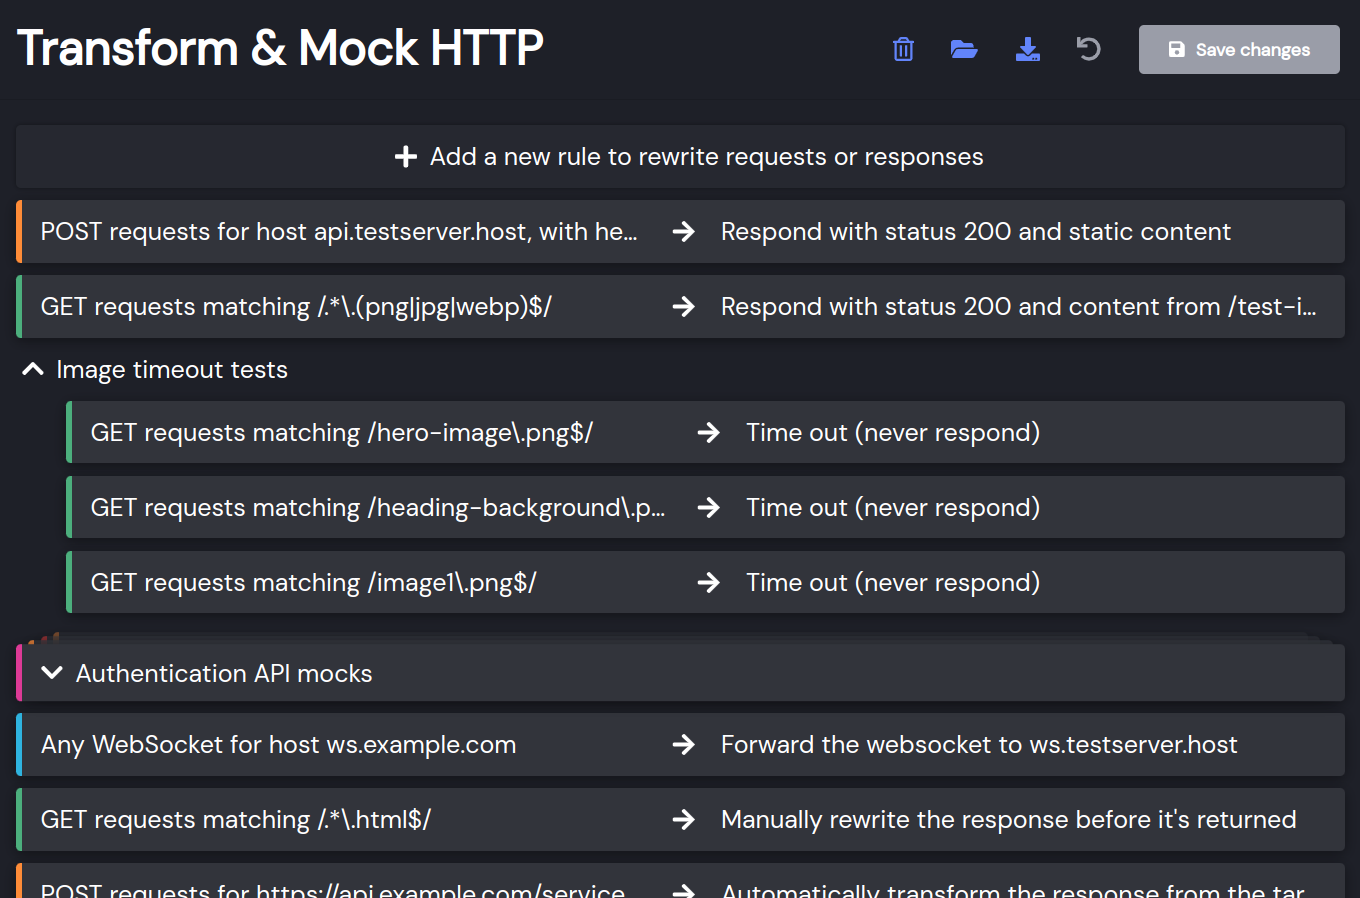 Transform & Mock HTTP
Save changes
Add a new rule to rewrite requests or responses
POST requests for host api.testserver.host, with he... → Respond with status 200 and static content
GET requests matching /.*\.(png|jpg|webp)$/ → Respond with status 200 and content from /test-i...
Image timeout tests
GET requests matching /hero-image\.png$/ → Time out (never respond)
GET requests matching /heading-background\.p... → Time out (never respond)
GET requests matching /image1\.png$/ → Time out (never respond)
Authentication API mocks
Any WebSocket for host ws.example.com → Forward the websocket to ws.testserver.host
GET requests matching /.*\.html$/ → Manually rewrite the response before it's returned
POST requests for https://api.example.com/service... → Automatically transform the response from the tar...